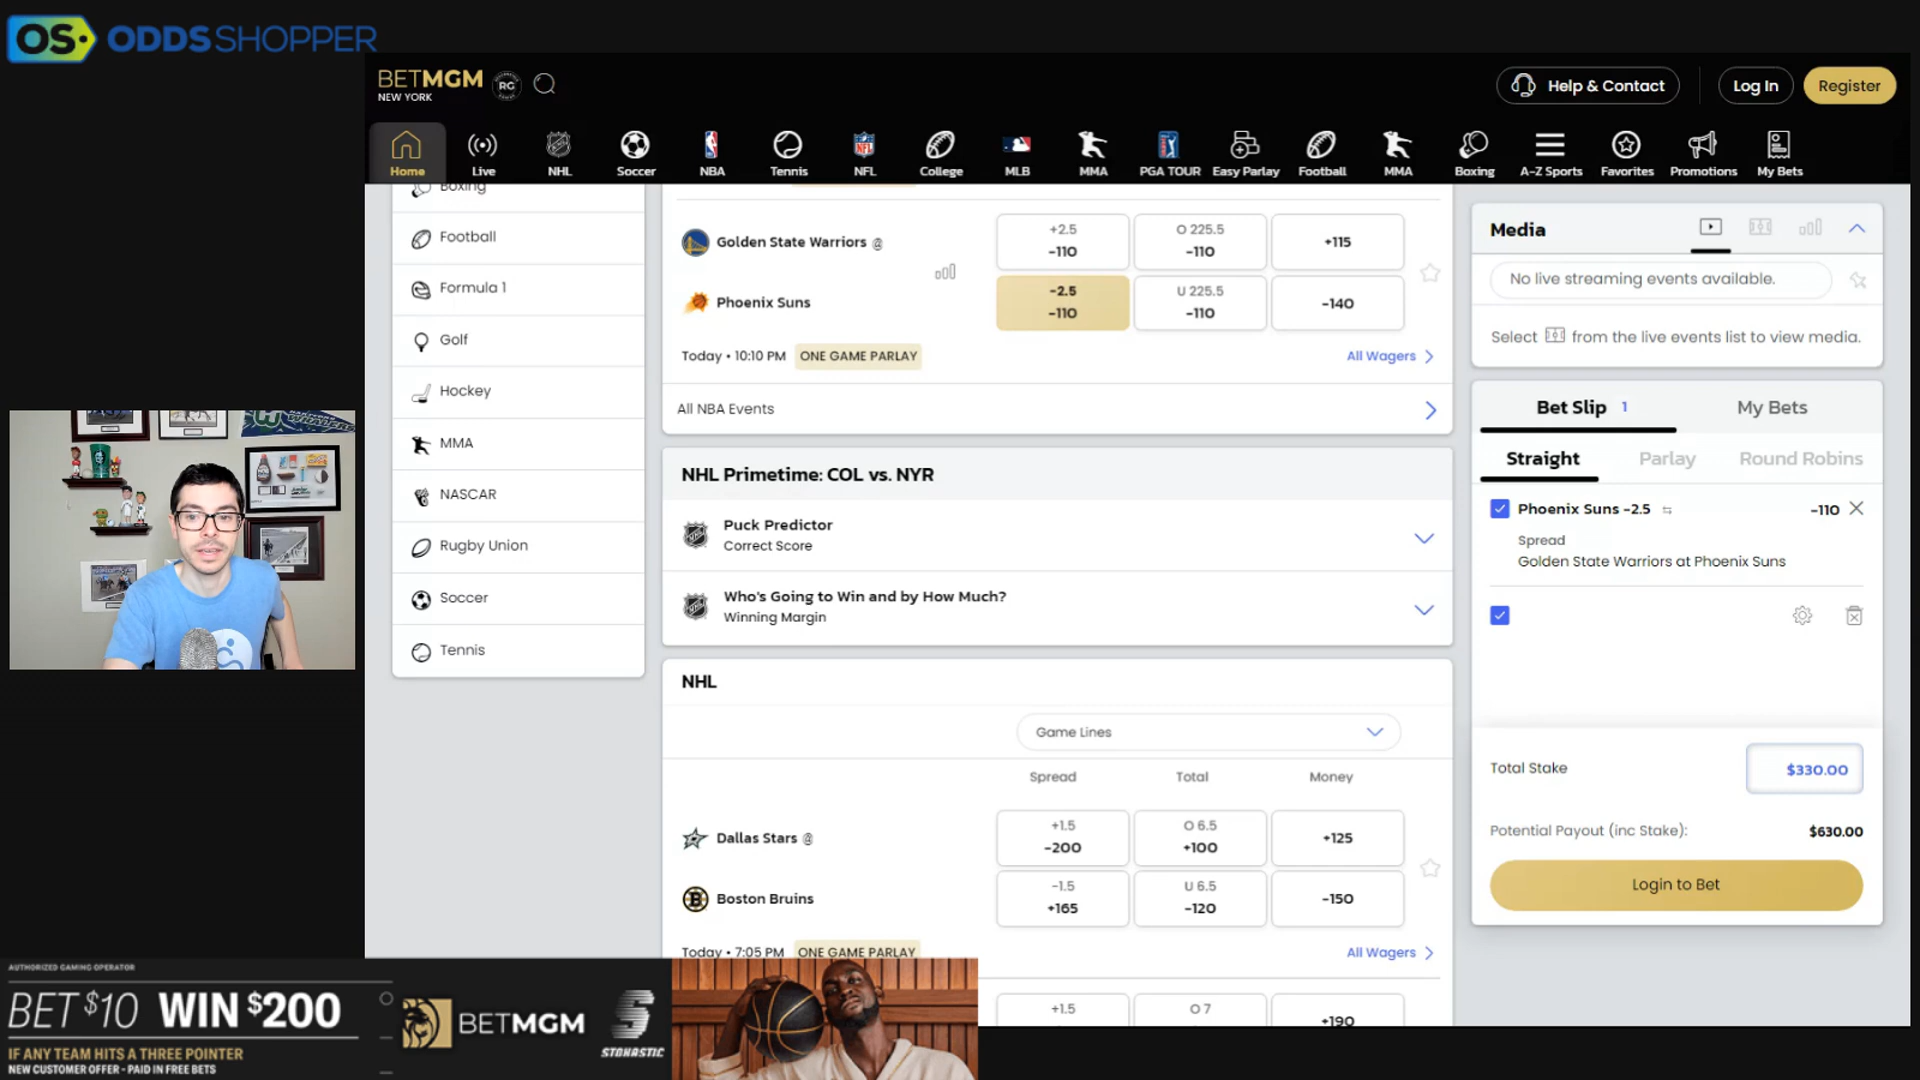 OS ODDSSHOPPER
BETMGM
NEW YORK
RG
Help & Contact
Log In
Register
Home
Live
NHL
Soccer
NBA
Tennis
NFL
College
MLB
MMA
PGA TOUR
Easy Parlay
Football
MMA
Boxing
A-Z Sports
Favorites
Promotions
My Bets
Boxing
Football
Formula 1
Golf
Hockey
MMA
NASCAR
Rugby Union
Soccer
Tennis
Golden State Warriors @
+2.5
-110
O 225.5
-110
+115
Phoenix Suns
-2.5
-110
U 225.5
-110
-140
Today • 10:10 PM ONE GAME PARLAY
All Wagers
All NBA Events
NHL Primetime: COL vs. NYR
Puck Predictor
Correct Score
Who's Going to Win and by How Much?
Winning Margin
NHL
Game Lines
Spread Total Money
Dallas Stars @
+1.5
-200
O 6.5
+100
+125
Boston Bruins
-1.5
+165
U 6.5
-120
-150
Today • 7:05 PM ONE GAME PARLAY
All Wagers
+1.5
O 7
+190
Media
No live streaming events available.
Select from the live events list to view media.
Bet Slip 1
My Bets
Straight
Parlay
Round Robins
Phoenix Suns -2.5
-110
Spread
Golden State Warriors at Phoenix Suns
Total Stake
$330.00
Potential Payout (inc Stake):
$630.00
Login to Bet
AUTHORIZED GAMING OPERATOR
BET $10 WIN $200
IF ANY TEAM HITS A THREE POINTER
NEW CUSTOMER OFFER - PAID IN FREE BETS
BETMGM
STOKASTIC